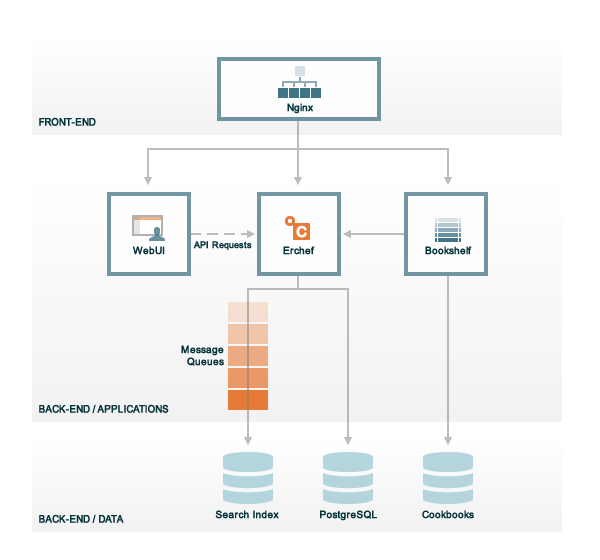 Nginx
FRONT-END
WebUI
API Requests
C
Erchef
Bookshelf
Message
Queues
BACK-END / APPLICATIONS
Search Index
PostgreSQL
Cookbooks
BACK-END / DATA